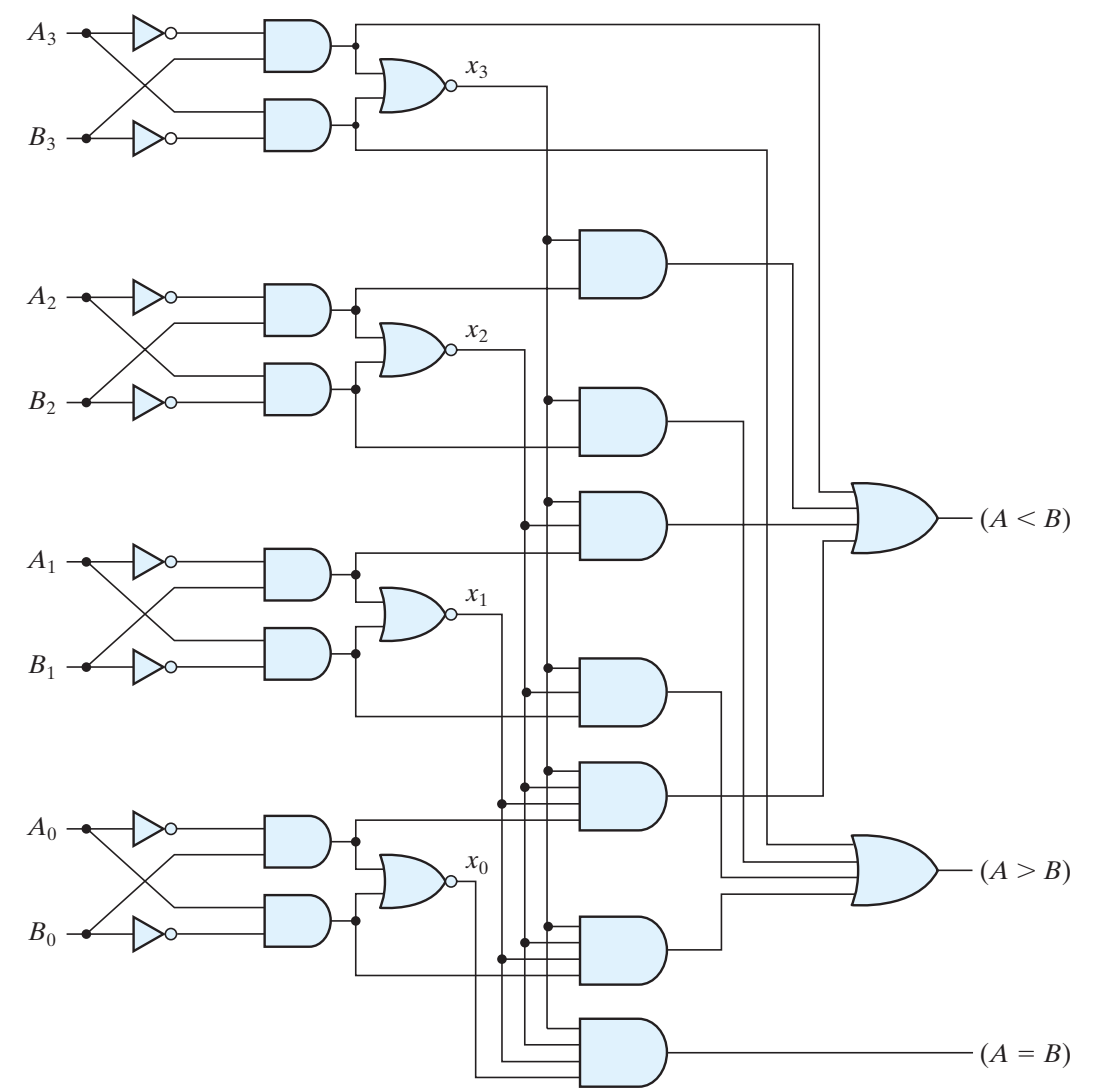 A₃
x₃
B₃
A₂
x₂
B₂
(A < B)
A₁
x₁
B₁
A₀
x₀
(A > B)
B₀
(A = B)